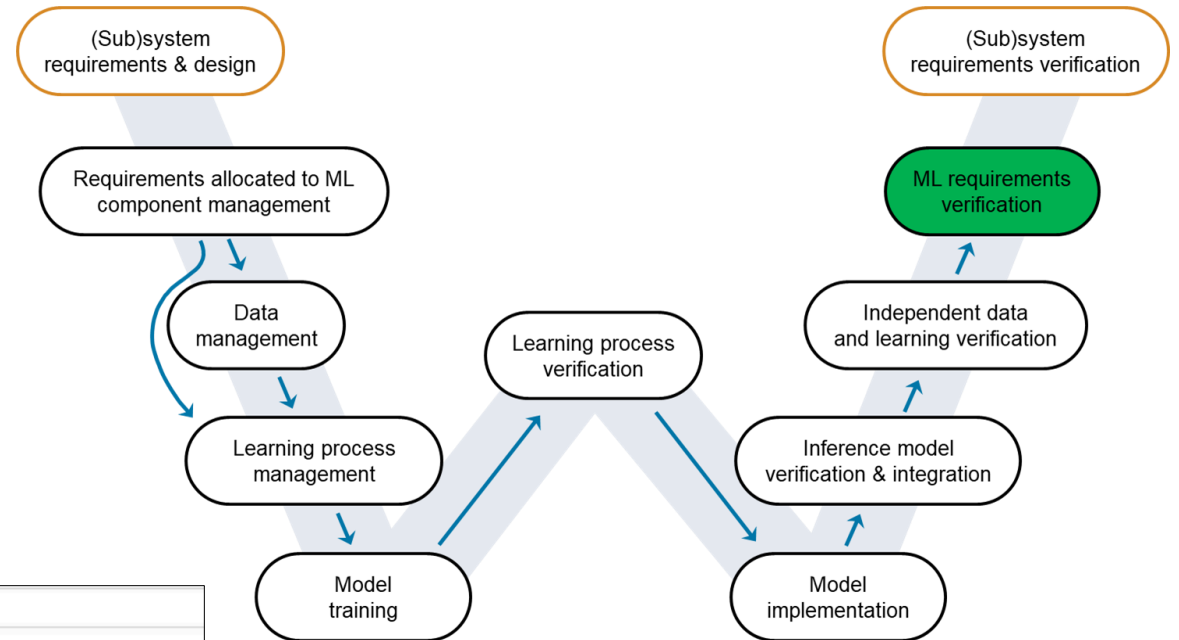 (Sub)system
requirements & design
(Sub)system
requirements verification
Requirements allocated to ML
component management
ML requirements
verification
Data
management
Independent data
and learning verification
Learning process
verification
Learning process
management
Inference model
verification & integration
Model
training
Model
implementation